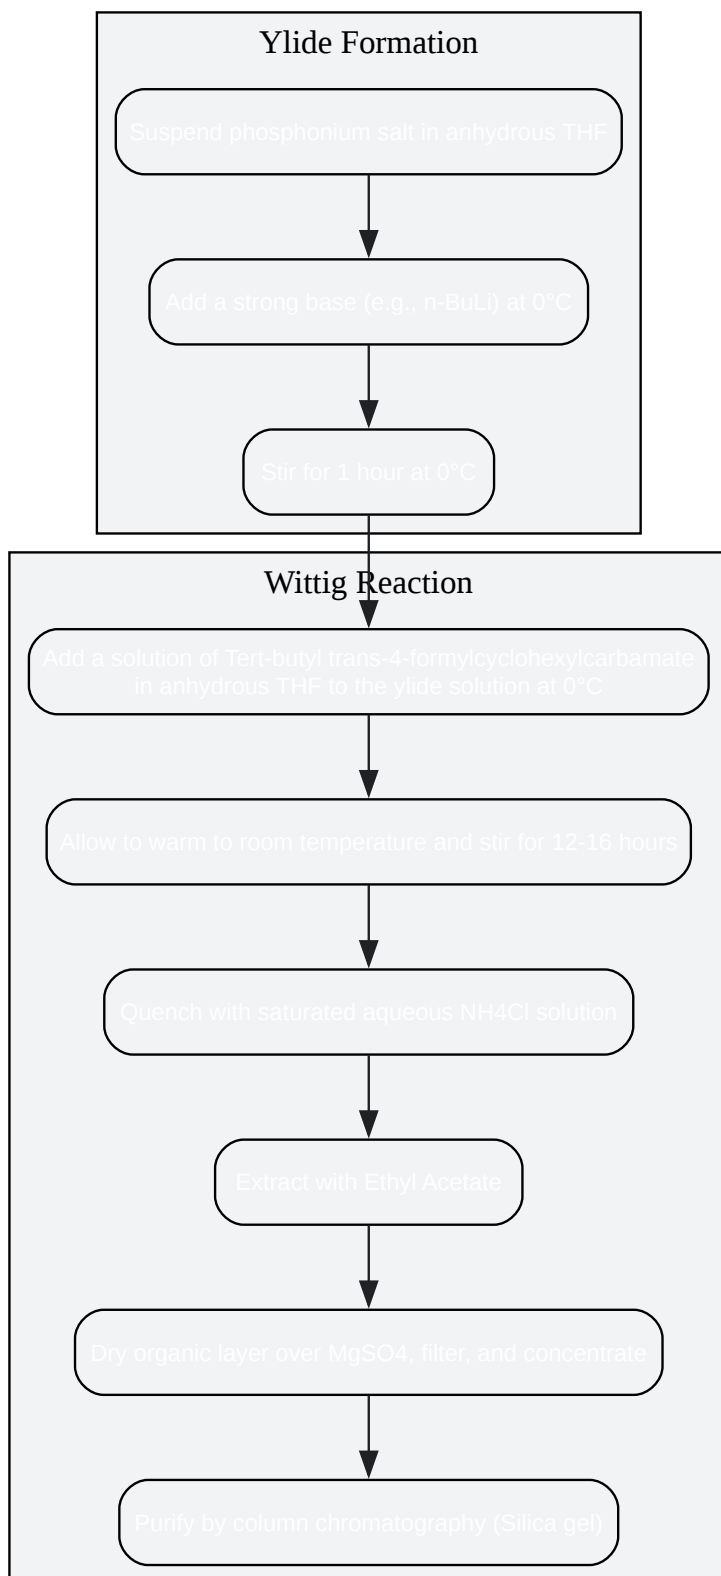 Ylide Formation
Suspend phosphonium salt in anhydrous THF
Add a strong base (e.g., n-BuLi) at 0°C
Stir for 1 hour at 0°C
Wittig Reaction
Add a solution of Tert-butyl trans-4-formylcyclohexylcarbamate
in anhydrous THF to the ylide solution at 0°C
Allow to warm to room temperature and stir for 12-16 hours
Quench with saturated aqueous NH4Cl solution
Extract with Ethyl Acetate
Dry organic layer over MgSO4, filter, and concentrate
Purify by column chromatography (Silica gel)